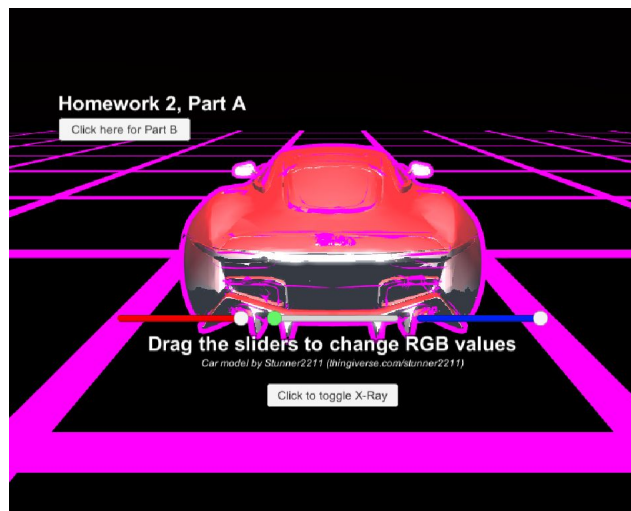 Homework 2, Part A
Click here for Part B
Drag the sliders to change RGB values
Car model by Stunner2211 (thingiverse.com/stunner2211)
Click to toggle X-Ray